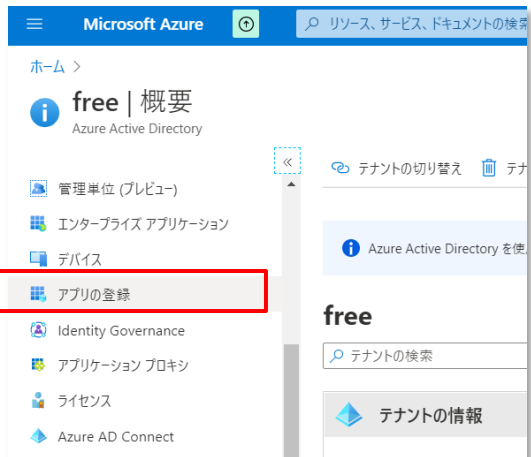 Microsoft Azure
リソース、サービス、ドキュメントの検索
ホーム >
free | 概要
Azure Active Directory
«
テナントの切り替え
テナ
管理単位 (プレビュー)
エンタープライズ アプリケーション
デバイス
Azure Active Directory を使
アプリの登録
free
Identity Governance
テナントの検索
アプリケーション プロキシ
ライセンス
テナントの情報
Azure AD Connect